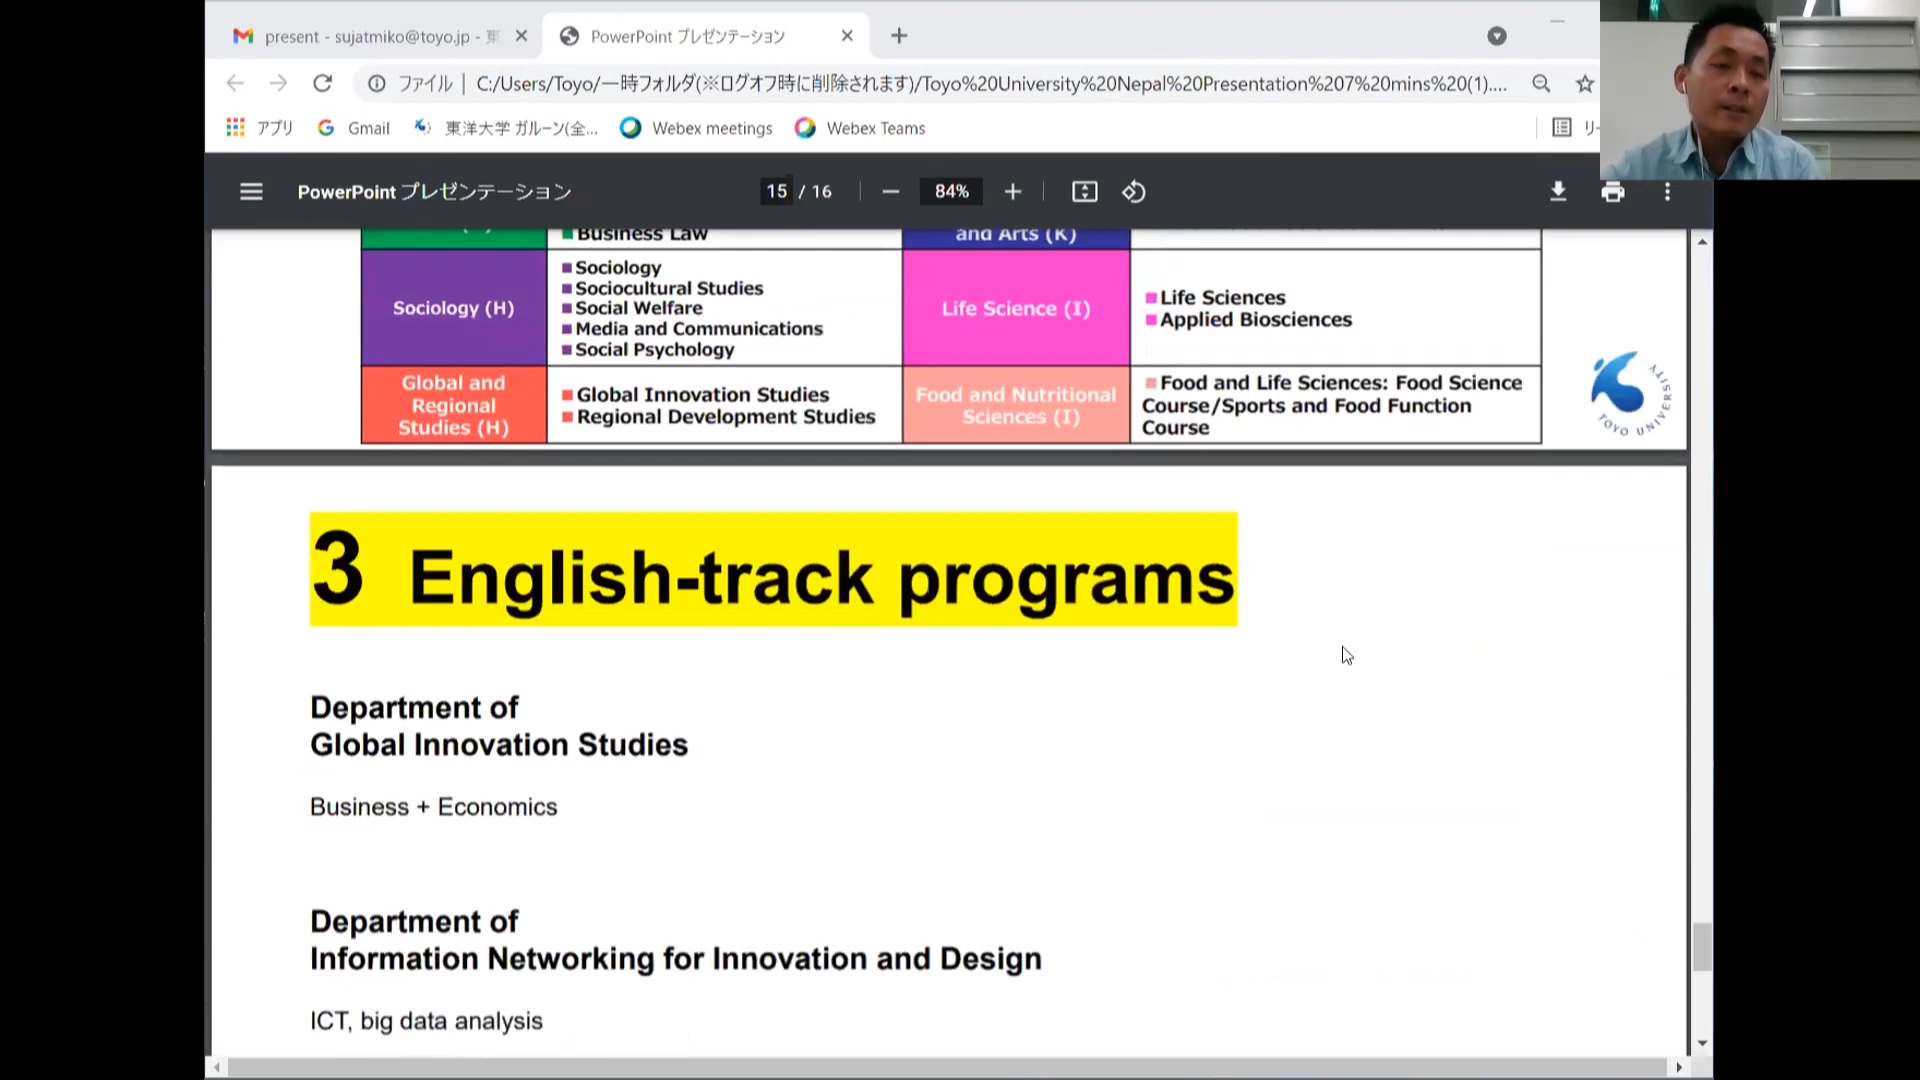 present - sujatmiko@toyo.jp - 東
PowerPoint プレゼンテーション
ファイル | C:/Users/Toyo/一時フォルダ(※ログオフ時に削除されます)/Toyo%20University%20Nepal%20Presentation%207%20mins%20(1)....
アプリ Gmail 東洋大学 ガルーン(全... Webex meetings Webex Teams リー
PowerPoint プレゼンテーション 15 / 16 84%
Business Law
and Arts (K)
Sociology (H)
Sociology
Sociocultural Studies
Social Welfare
Media and Communications
Social Psychology
Life Science (I)
Life Sciences
Applied Biosciences
Global and
Regional
Studies (H)
Global Innovation Studies
Regional Development Studies
Food and Nutritional
Sciences (I)
Food and Life Sciences: Food Science
Course/Sports and Food Function
Course
TOYO UNIVERSITY
3 English-track programs
Department of
Global Innovation Studies
Business + Economics
Department of
Information Networking for Innovation and Design
ICT, big data analysis